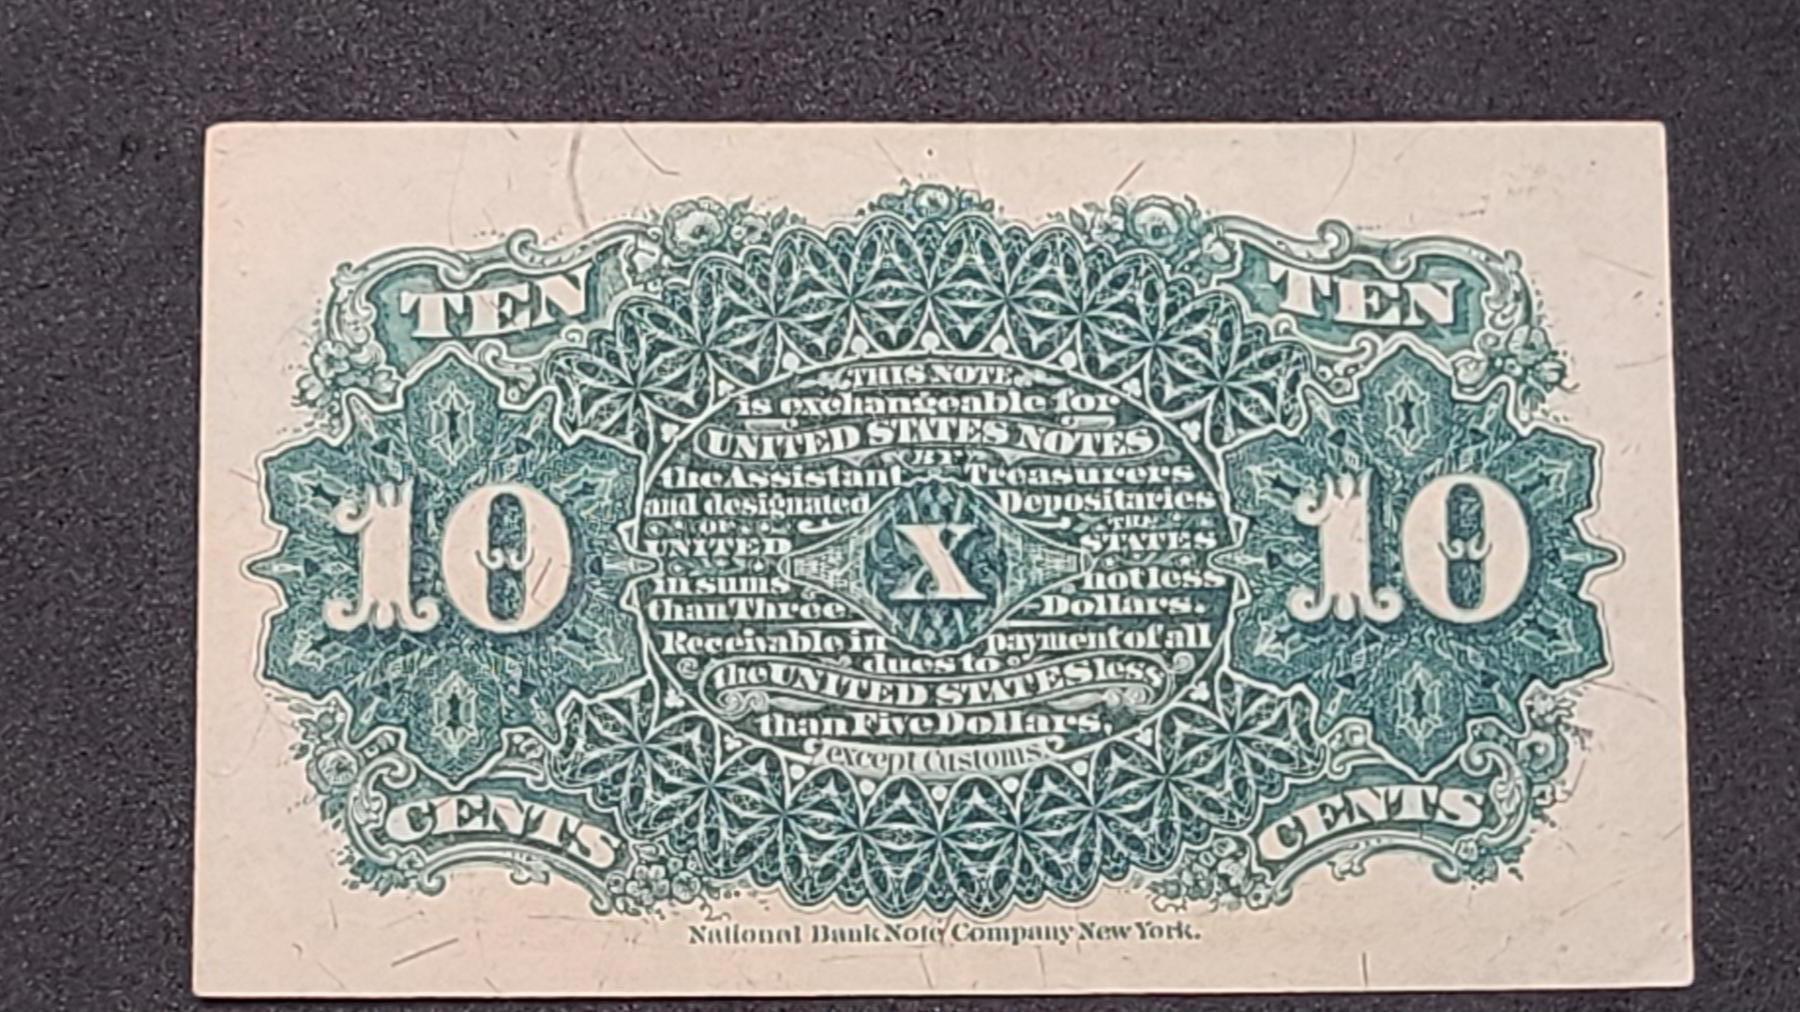 TEN TEN
THIS NOTE
is exchangeable for
UNITED STATES NOTES
BY
the Assistant Treasurers
and designated Depositaries
OF THE
UNITED STATES
in sums not less
than Three Dollars.
Receivable in payment of all
dues to
the UNITED STATES less
than Five Dollars,
except Customs.
10 X 10
CENTS CENTS
National Bank Note Company New York.